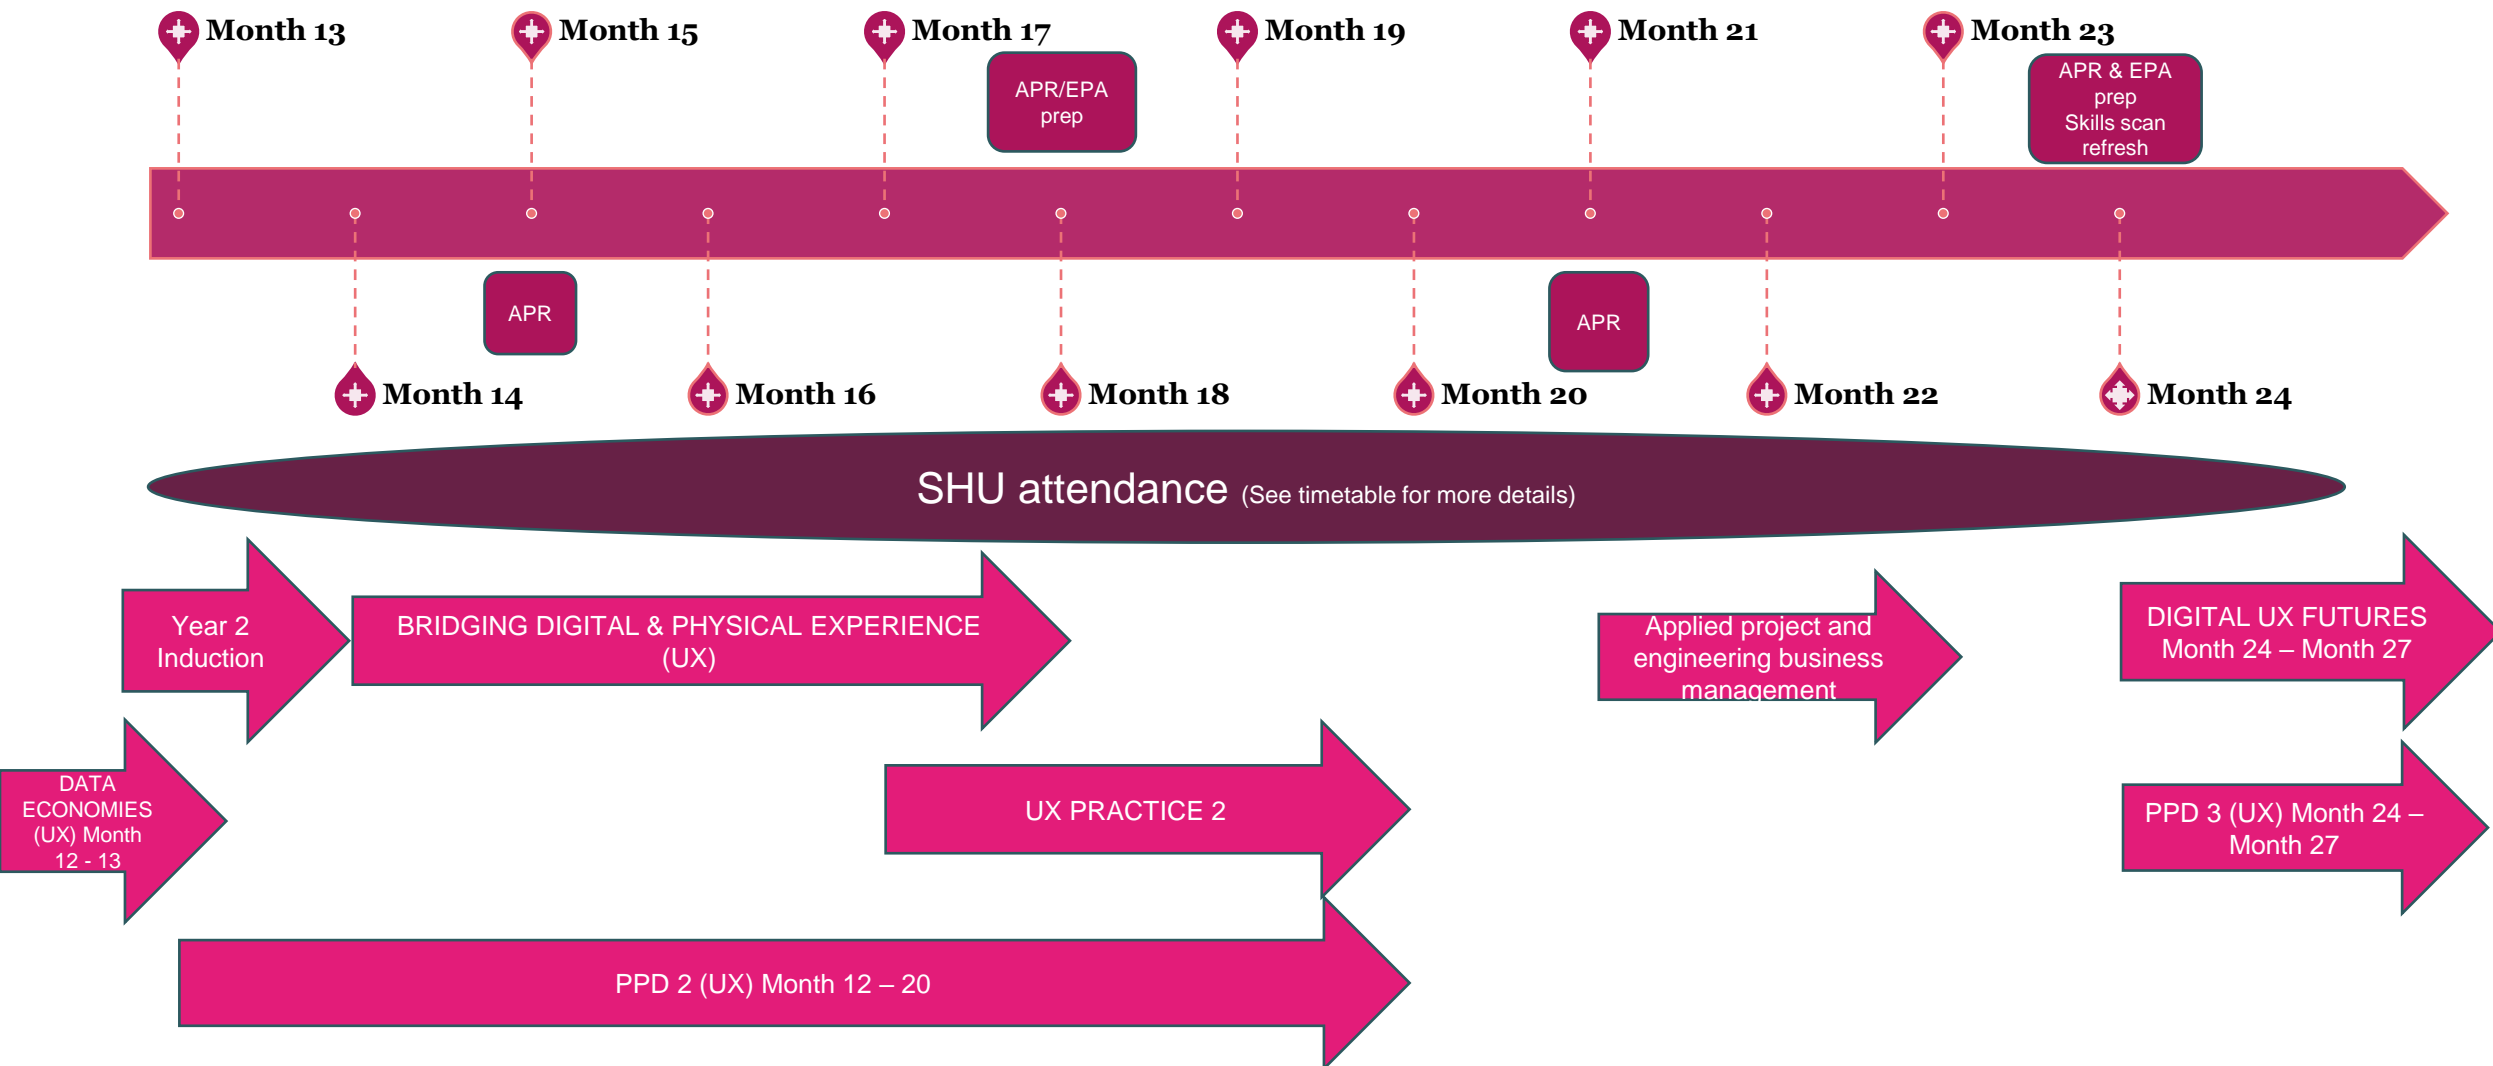 Month 13
Month 15
Month 17
Month 19
Month 21
Month 23
APR/EPA
prep
APR & EPA
prep
Skills scan
refresh
APR
APR
Month 14
Month 16
Month 18
Month 20
Month 22
Month 24
SHU attendance (See timetable for more details)
Year 2
Induction
BRIDGING DIGITAL & PHYSICAL EXPERIENCE
(UX)
Applied project and
engineering business
management
DIGITAL UX FUTURES
Month 24 – Month 27
DATA
ECONOMIES
(UX) Month
12 - 13
UX PRACTICE 2
PPD 3 (UX) Month 24 –
Month 27
PPD 2 (UX) Month 12 – 20